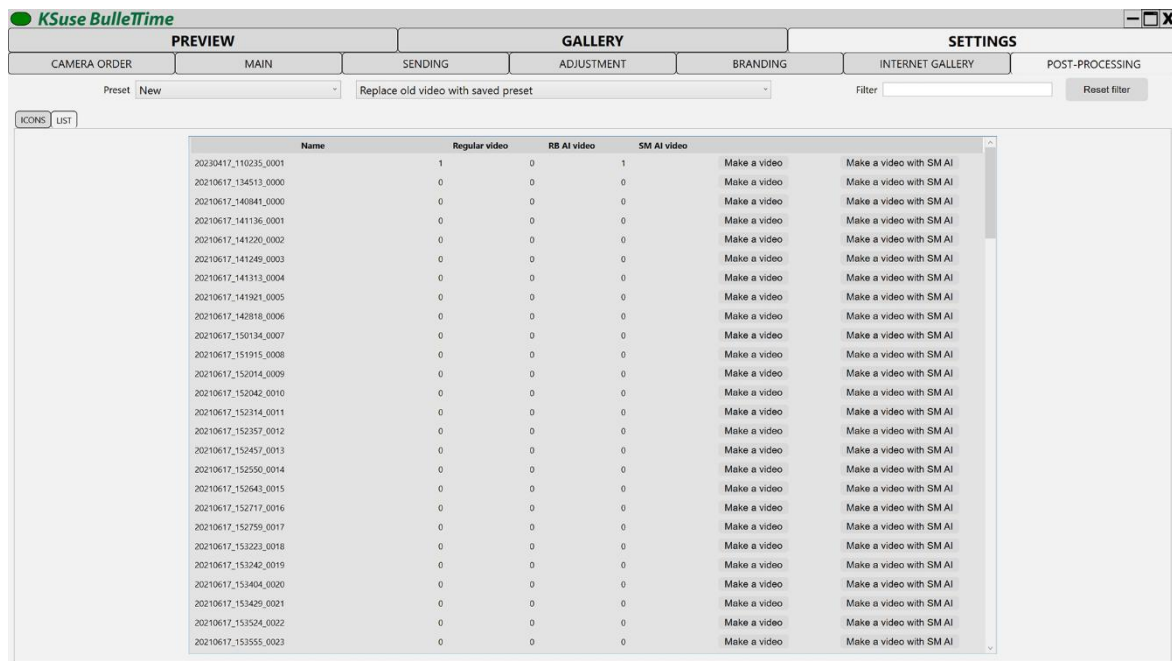 KSuse BulleTime
PREVIEW GALLERY SETTINGS
CAMERA ORDER MAIN SENDING ADJUSTMENT BRANDING INTERNET GALLERY POST-PROCESSING
Preset New Replace old video with saved preset Filter Reset filter
ICONS LIST
Name Regular video RB AI video SM AI video
20230417_110235_0001 1 0 1 Make a video Make a video with SM AI
20210617_134513_0000 0 0 0 Make a video Make a video with SM AI
20210617_140841_0000 0 0 0 Make a video Make a video with SM AI
20210617_141136_0001 0 0 0 Make a video Make a video with SM AI
20210617_141220_0002 0 0 0 Make a video Make a video with SM AI
20210617_141249_0003 0 0 0 Make a video Make a video with SM AI
20210617_141313_0004 0 0 0 Make a video Make a video with SM AI
20210617_141921_0005 0 0 0 Make a video Make a video with SM AI
20210617_142818_0006 0 0 0 Make a video Make a video with SM AI
20210617_150134_0007 0 0 0 Make a video Make a video with SM AI
20210617_151915_0008 0 0 0 Make a video Make a video with SM AI
20210617_152014_0009 0 0 0 Make a video Make a video with SM AI
20210617_152042_0010 0 0 0 Make a video Make a video with SM AI
20210617_152314_0011 0 0 0 Make a video Make a video with SM AI
20210617_152357_0012 0 0 0 Make a video Make a video with SM AI
20210617_152457_0013 0 0 0 Make a video Make a video with SM AI
20210617_152550_0014 0 0 0 Make a video Make a video with SM AI
20210617_152643_0015 0 0 0 Make a video Make a video with SM AI
20210617_152717_0016 0 0 0 Make a video Make a video with SM AI
20210617_152759_0017 0 0 0 Make a video Make a video with SM AI
20210617_153223_0018 0 0 0 Make a video Make a video with SM AI
20210617_153242_0019 0 0 0 Make a video Make a video with SM AI
20210617_153404_0020 0 0 0 Make a video Make a video with SM AI
20210617_153429_0021 0 0 0 Make a video Make a video with SM AI
20210617_153524_0022 0 0 0 Make a video Make a video with SM AI
20210617_153555_0023 0 0 0 Make a video Make a video with SM AI